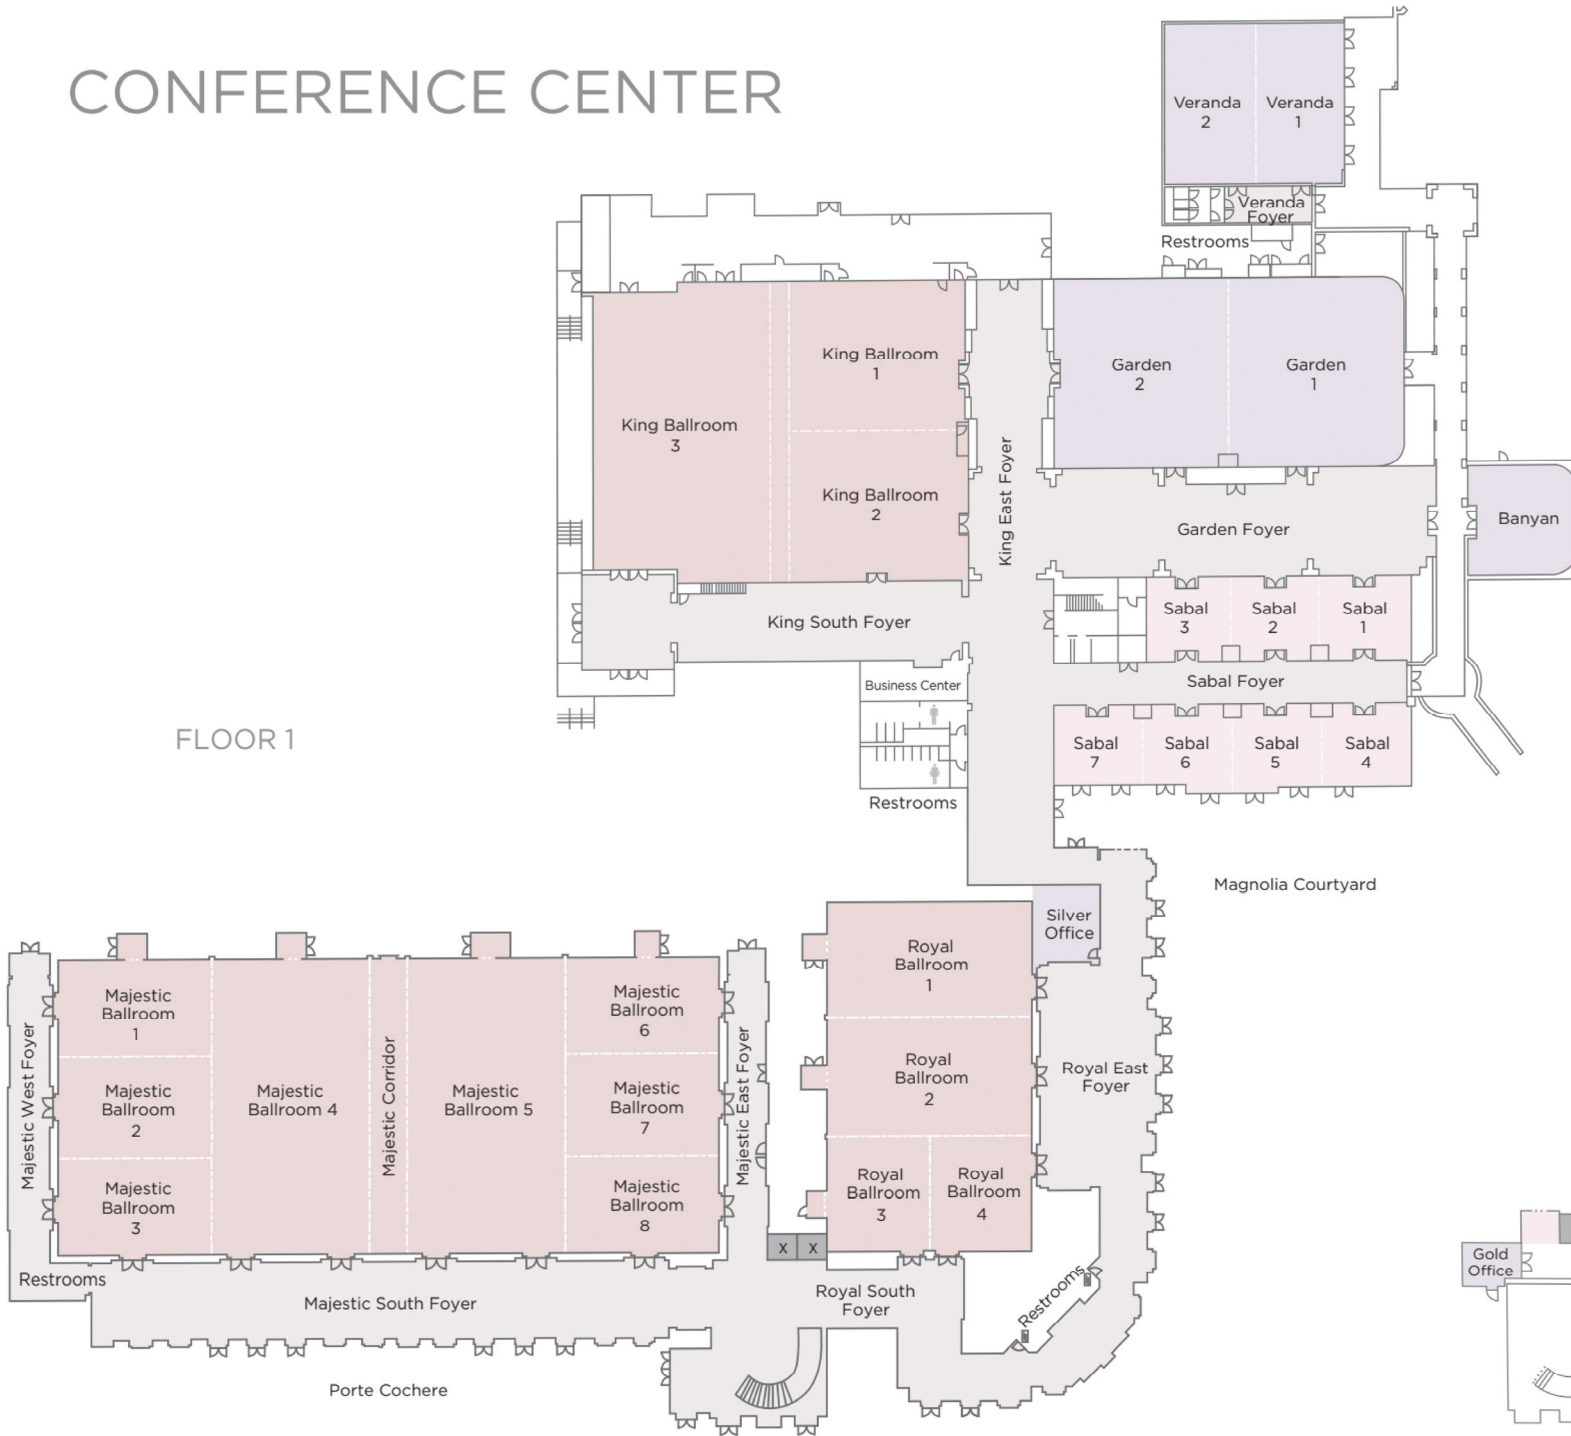 CONFERENCE CENTER
Veranda
2
Veranda
1
Veranda
Foyer
Restrooms
King Ballroom
1
King Ballroom
3
King Ballroom
2
King East Foyer
Garden
2
Garden
1
Garden Foyer
Banyan
King South Foyer
Sabal
3
Sabal
2
Sabal
1
Business Center
Sabal Foyer
FLOOR 1
Sabal
7
Sabal
6
Sabal
5
Sabal
4
Restrooms
Magnolia Courtyard
Silver
Office
Royal
Ballroom
1
Majestic West Foyer
Majestic
Ballroom
1
Majestic
Ballroom
2
Majestic
Ballroom
3
Majestic
Ballroom 4
Majestic Corridor
Majestic
Ballroom 5
Majestic
Ballroom
6
Majestic
Ballroom
7
Majestic
Ballroom
8
Majestic East Foyer
Royal
Ballroom
2
Royal East
Foyer
Royal
Ballroom
3
Royal
Ballroom
4
X X
Restrooms
Majestic South Foyer
Royal South
Foyer
Restrooms
Gold
Office
Porte Cochere